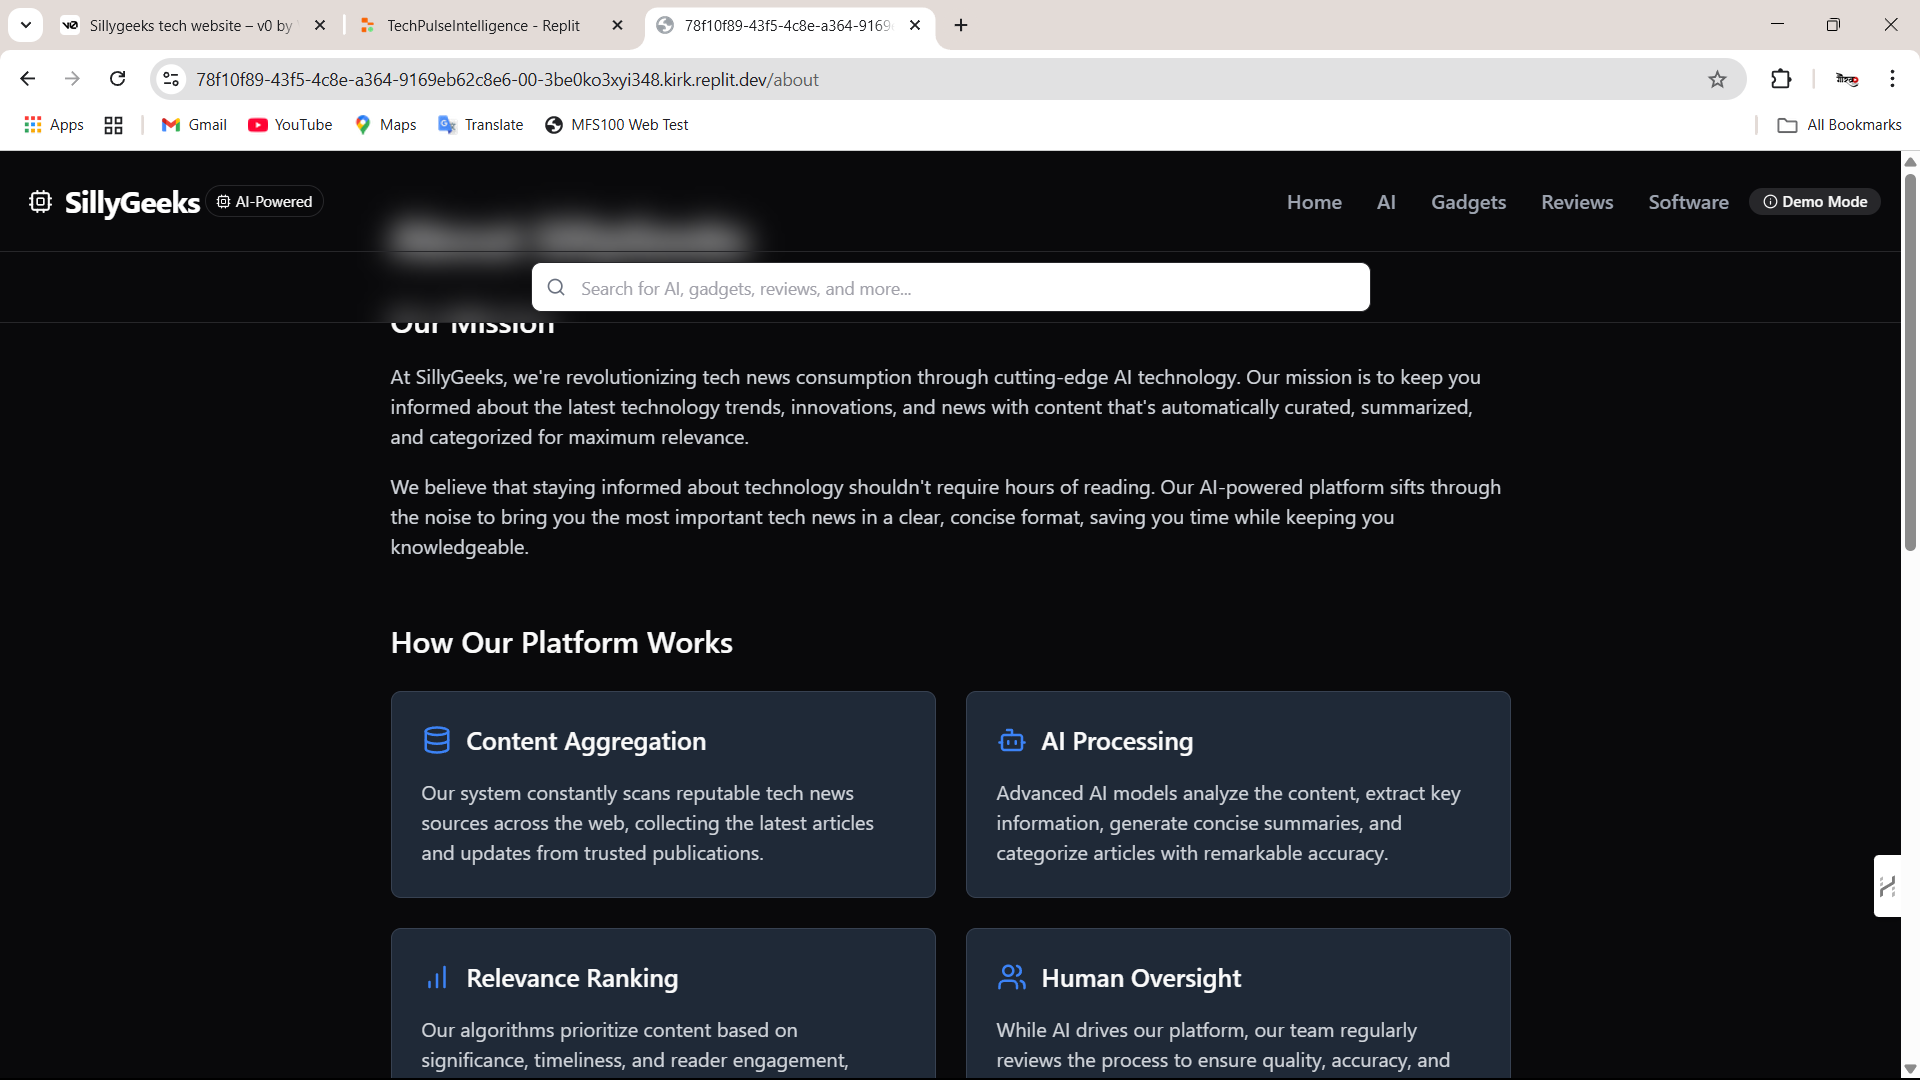 Sillygeeks tech website – v0 by
TechPulseIntelligence - Replit
78f10f89-43f5-4c8e-a364-9169
78f10f89-43f5-4c8e-a364-9169eb62c8e6-00-3be0ko3xyi348.kirk.replit.dev/about
Apps
Gmail
YouTube
Maps
Translate
MFS100 Web Test
All Bookmarks
SillyGeeks
AI-Powered
Home
AI
Gadgets
Reviews
Software
Demo Mode
Search for AI, gadgets, reviews, and more...
Our Mission
At SillyGeeks, we're revolutionizing tech news consumption through cutting-edge AI technology. Our mission is to keep you
informed about the latest technology trends, innovations, and news with content that's automatically curated, summarized,
and categorized for maximum relevance.
We believe that staying informed about technology shouldn't require hours of reading. Our AI-powered platform sifts through
the noise to bring you the most important tech news in a clear, concise format, saving you time while keeping you
knowledgeable.
How Our Platform Works
Content Aggregation
Our system constantly scans reputable tech news
sources across the web, collecting the latest articles
and updates from trusted publications.
AI Processing
Advanced AI models analyze the content, extract key
information, generate concise summaries, and
categorize articles with remarkable accuracy.
Relevance Ranking
Our algorithms prioritize content based on
significance, timeliness, and reader engagement,
Human Oversight
While AI drives our platform, our team regularly
reviews the process to ensure quality, accuracy, and